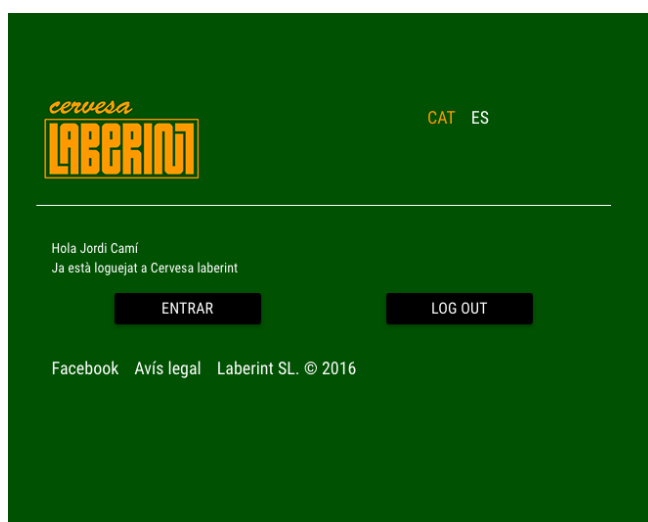 cervesa
LABERINT
CAT ES
Hola Jordi Camí
Ja està loguejat a Cervesa laberint
ENTRAR LOG OUT
Facebook Avís legal Laberint SL. © 2016